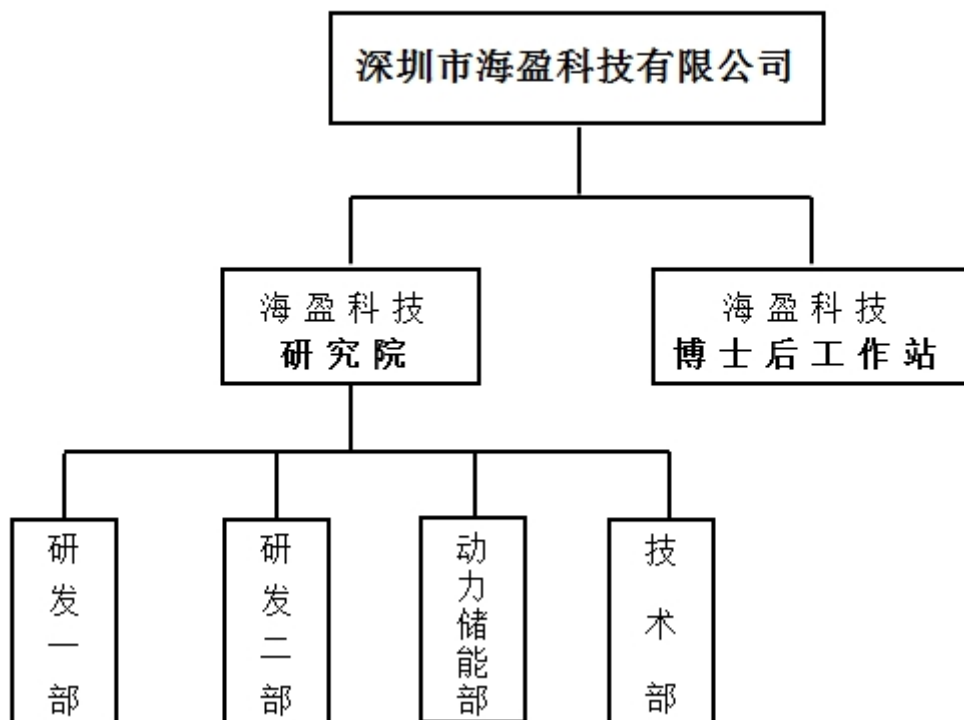 深圳市海盈科技有限公司
海盈科技
研究院
海盈科技
博士后工作站
研发一部
研发二部
动力储能部
技术部